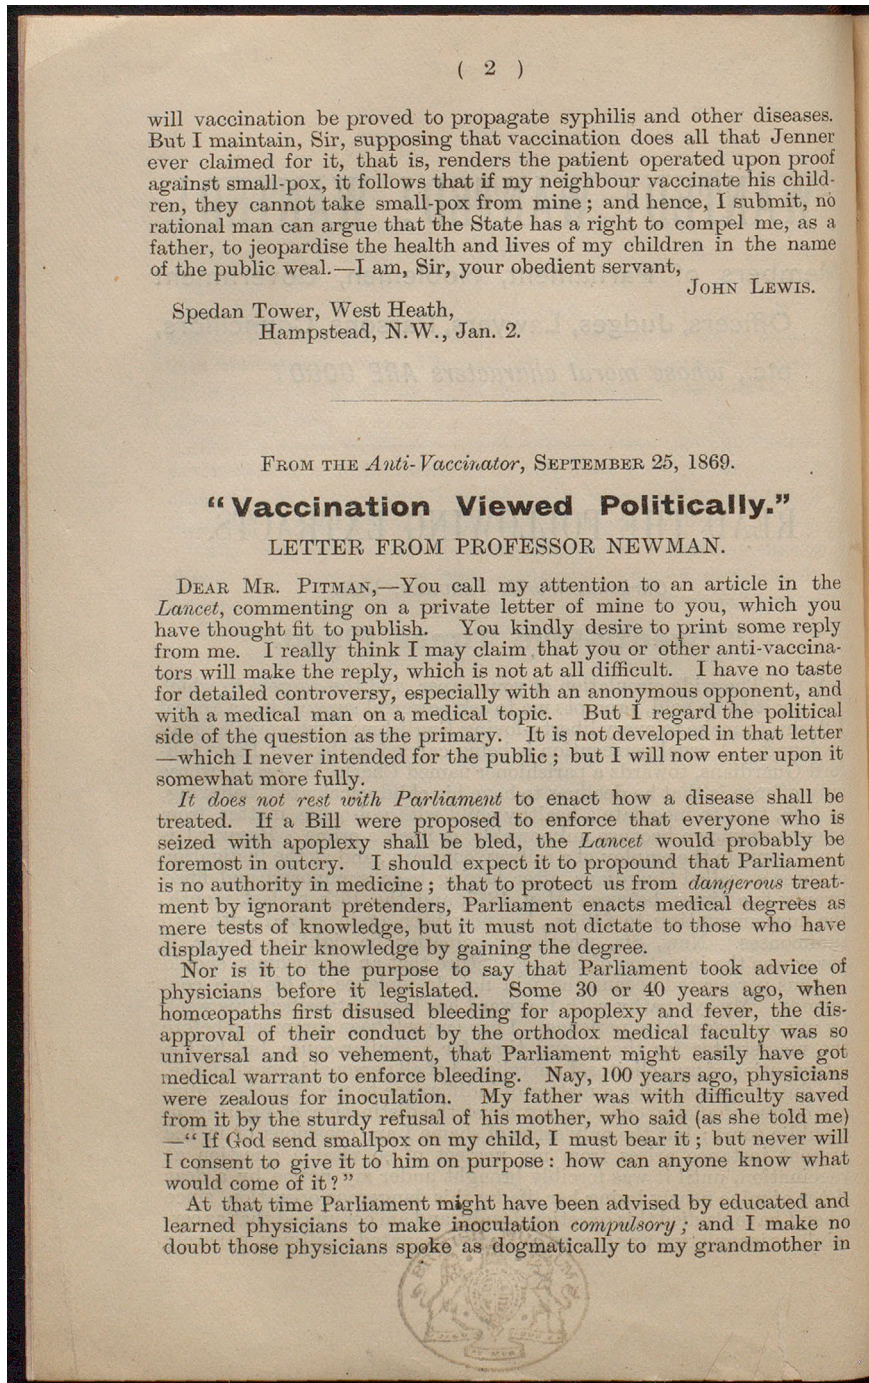 ( 2 )
will vaccination be proved to propagate syphilis and other diseases.
But I maintain, Sir, supposing that vaccination does all that Jenner
ever claimed for it, that is, renders the patient operated upon proof
against small-pox, it follows that if my neighbour vaccinate his child-
ren, they cannot take small-pox from mine ; and hence, I submit, no
rational man can argue that the State has a right to compel me, as a
father, to jeopardise the health and lives of my children in the name
of the public weal.—I am, Sir, your obedient servant,
JOHN LEWIS.
Spedan Tower, West Heath,
Hampstead, N.W., Jan. 2.
FROM THE Anti-Vaccinator, SEPTEMBER 25, 1869.
“Vaccination Viewed Politically.”
LETTER FROM PROFESSOR NEWMAN.
DEAR MR. PITMAN,—You call my attention to an article in the
Lancet, commenting on a private letter of mine to you, which you
have thought fit to publish. You kindly desire to print some reply
from me. I really think I may claim that you or other anti-vaccina-
tors will make the reply, which is not at all difficult. I have no taste
for detailed controversy, especially with an anonymous opponent, and
with a medical man on a medical topic. But I regard the political
side of the question as the primary. It is not developed in that letter
—which I never intended for the public ; but I will now enter upon it
somewhat more fully.
It does not rest with Parliament to enact how a disease shall be
treated. If a Bill were proposed to enforce that everyone who is
seized with apoplexy shall be bled, the Lancet would probably be
foremost in outcry. I should expect it to propound that Parliament
is no authority in medicine ; that to protect us from dangerous treat-
ment by ignorant pretenders, Parliament enacts medical degrees as
mere tests of knowledge, but it must not dictate to those who have
displayed their knowledge by gaining the degree.
Nor is it to the purpose to say that Parliament took advice of
physicians before it legislated. Some 30 or 40 years ago, when
homœopaths first disused bleeding for apoplexy and fever, the dis-
approval of their conduct by the orthodox medical faculty was so
universal and so vehement, that Parliament might easily have got
medical warrant to enforce bleeding. Nay, 100 years ago, physicians
were zealous for inoculation. My father was with difficulty saved
from it by the sturdy refusal of his mother, who said (as she told me)
—“ If God send smallpox on my child, I must bear it ; but never will
I consent to give it to him on purpose : how can anyone know what
would come of it ? ”
At that time Parliament might have been advised by educated and
learned physicians to make inoculation compulsory ; and I make no
doubt those physicians spoke as dogmatically to my grandmother in